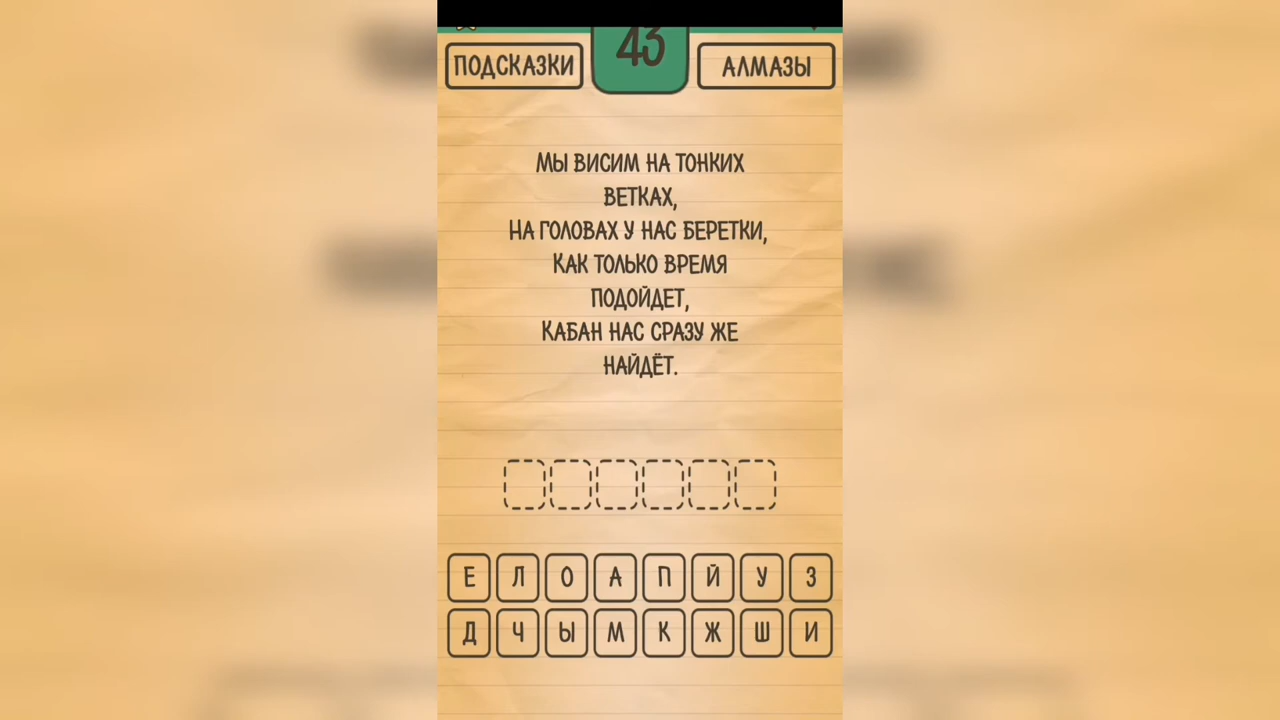 ПОДСКАЗКИ 43 АЛМАЗЫ
МЫ ВИСИМ НА ТОНКИХ
ВЕТКАХ,
НА ГОЛОВАХ У НАС БЕРЕТКИ,
КАК ТОЛЬКО ВРЕМЯ
ПОДОЙДЕТ,
КАБАН НАС СРАЗУ ЖЕ
НАЙДЁТ.
Е Л О А П Й У З
Д Ч Ы М К Ж Ш И